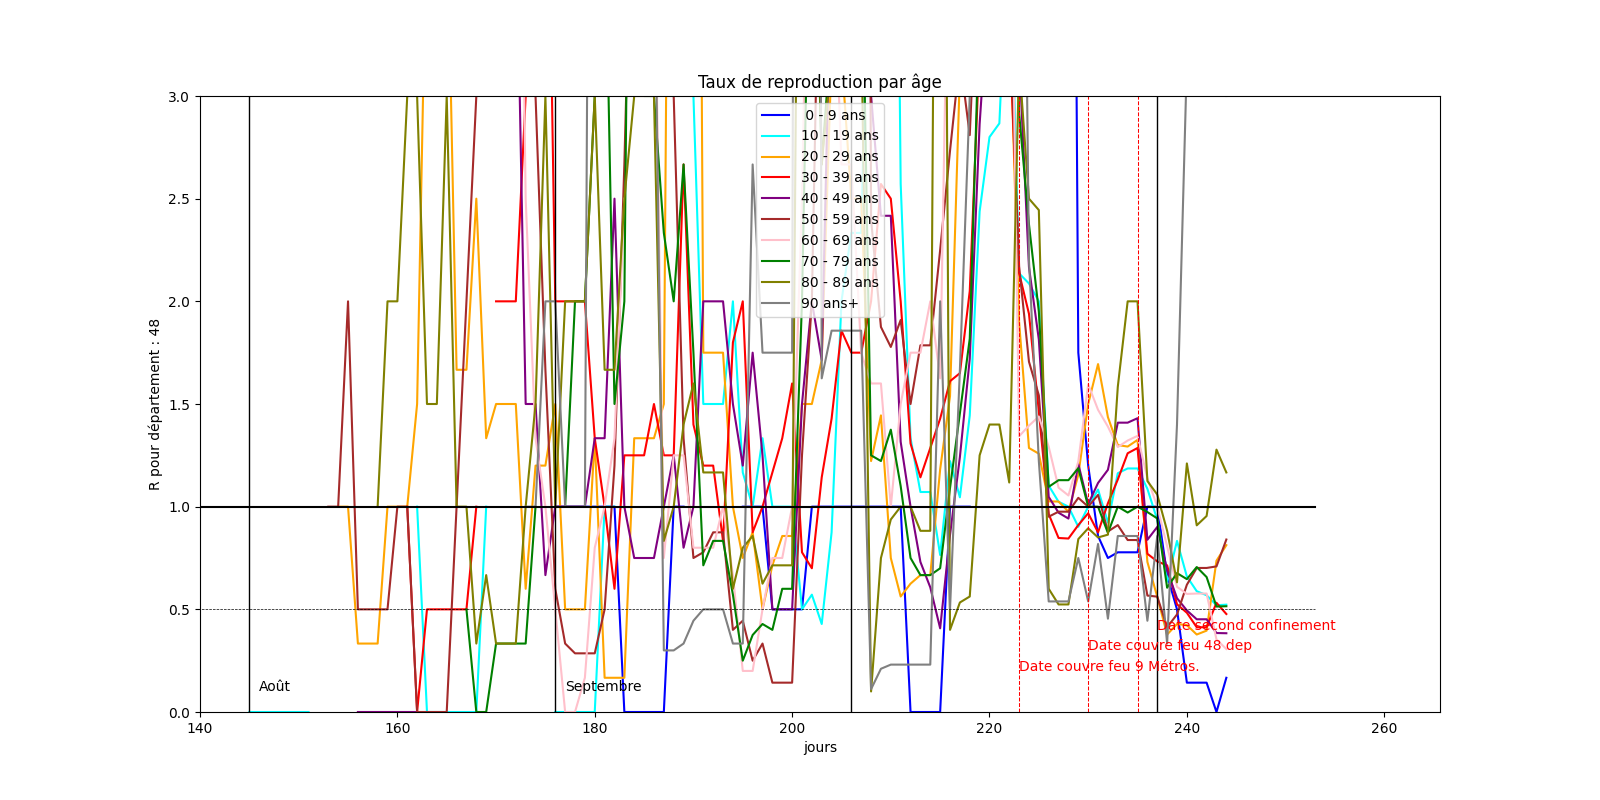 Taux de reproduction par âge
3.0
2.5
2.0
1.5
1.0
0.5
0.0
R pour département : 48
0 - 9 ans
10 - 19 ans
20 - 29 ans
30 - 39 ans
40 - 49 ans
50 - 59 ans
60 - 69 ans
70 - 79 ans
80 - 89 ans
90 ans+
Date second confinement
Date couvre feu 48 dep
Date couvre feu 9 Métros.
Août
Septembre
140 160 180 200 220 240 260
jours